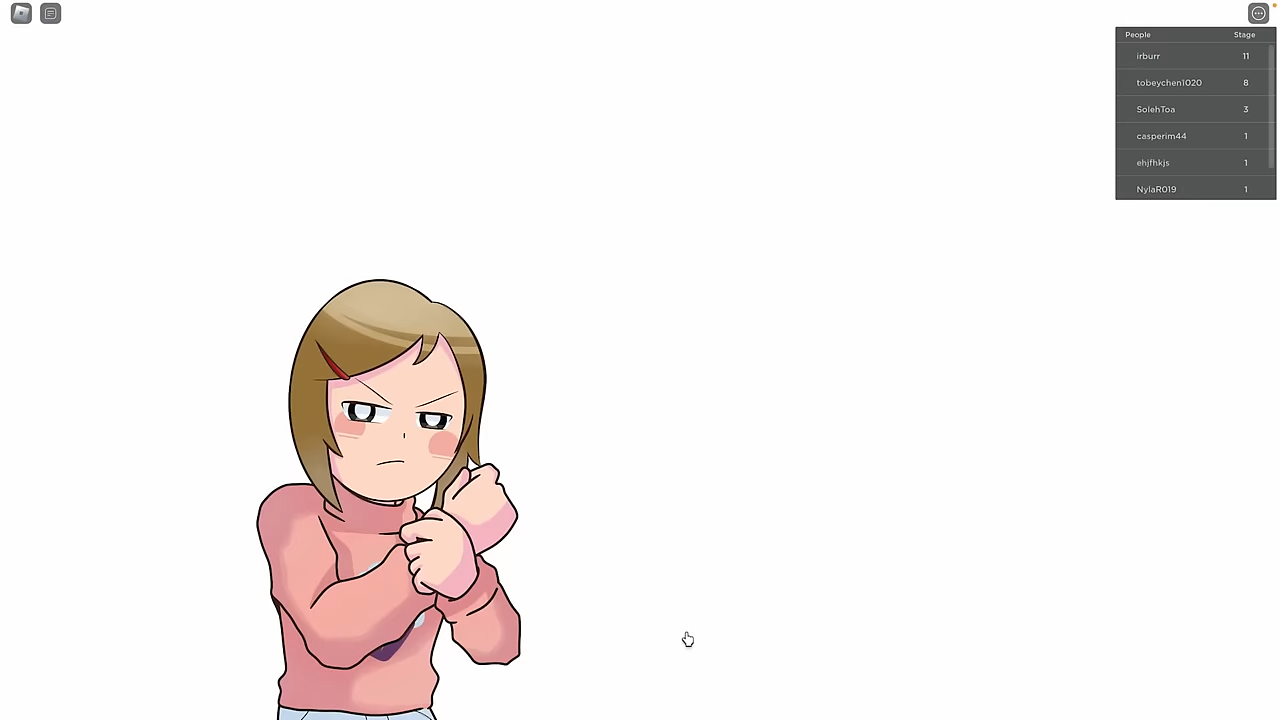 People Stage
irburr 11
tobeychen1020 8
SolehToa 3
casperim44 1
ehjfhkjs 1
NylaR019 1